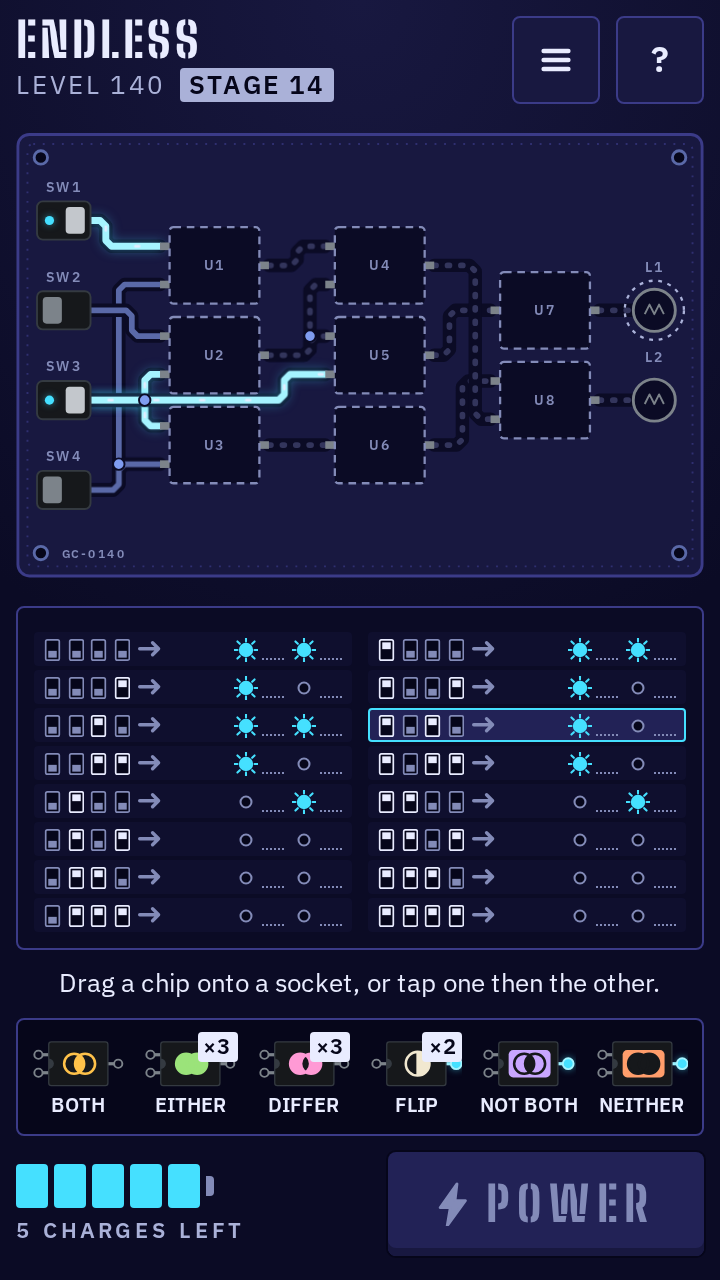 ENDLESS
LEVEL 140 STAGE 14
?
SW1
SW2
SW3
SW4
U1
U2
U3
U4
U5
U6
U7
U8
L1
L2
GC-0140
Drag a chip onto a socket, or tap one then the other.
×3 ×3 ×2
BOTH EITHER DIFFER FLIP NOT BOTH NEITHER
5 CHARGES LEFT
POWER